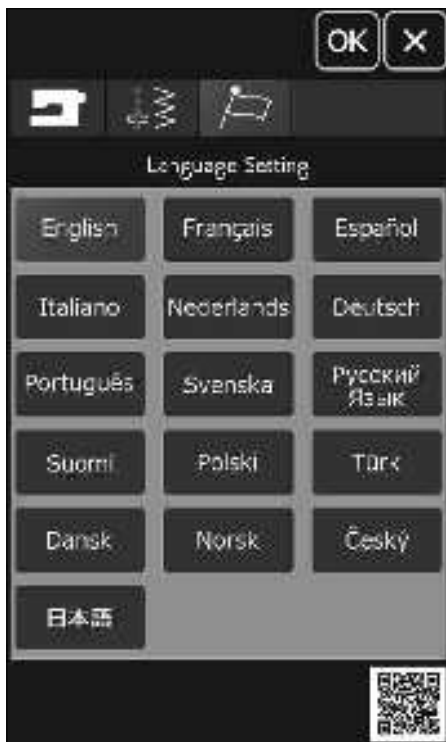 OK X
Language Setting
English Français Español
Italiano Nederlands Deutsch
Português Svenska Русский
Язык
Suomi Polski Türk
Dansk Norsk Český
日本語